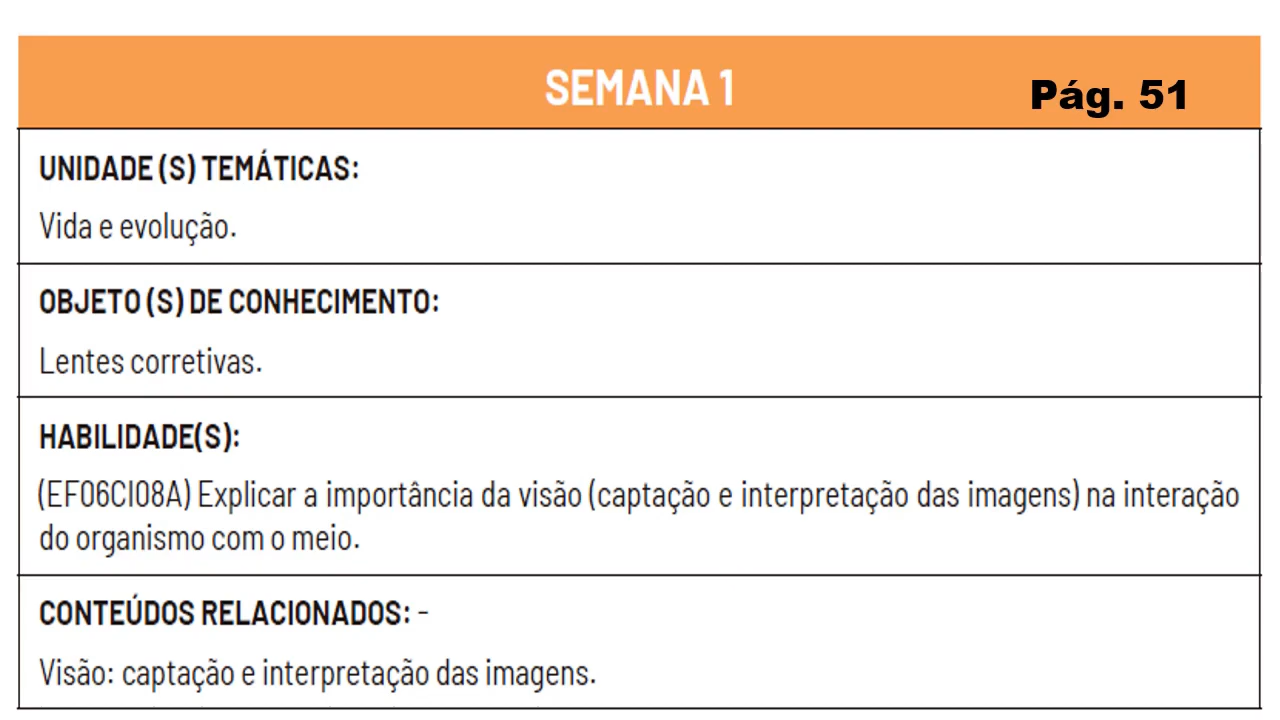 SEMANA 1
Pág. 51
UNIDADE (S) TEMÁTICAS:
Vida e evolução.
OBJETO (S) DE CONHECIMENTO:
Lentes corretivas.
HABILIDADE(S):
(EF06CI08A) Explicar a importância da visão (captação e interpretação das imagens) na interação
do organismo com o meio.
CONTEÚDOS RELACIONADOS: -
Visão: captação e interpretação das imagens.